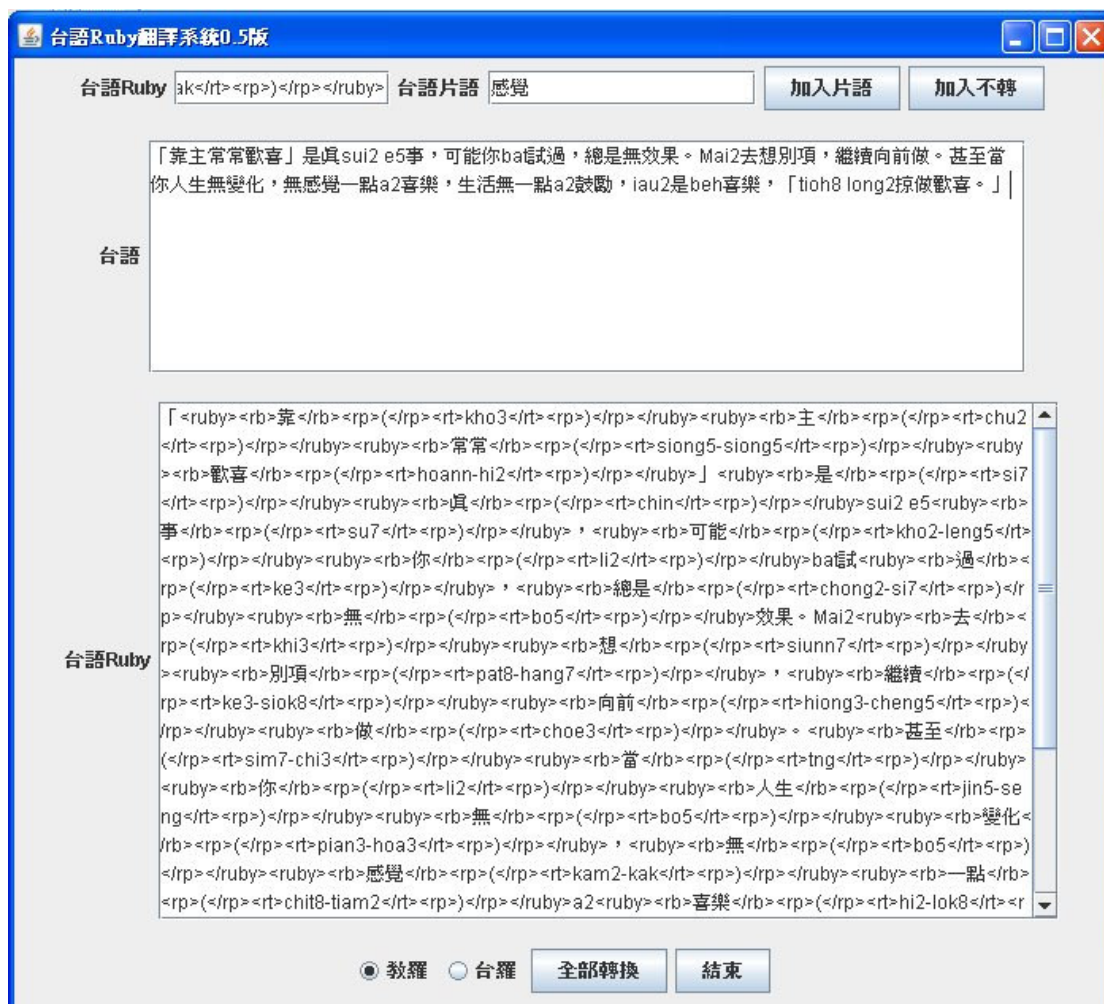 台語Ruby翻譯系統0.5版
台語Ruby ak</rt><rp>)</rp></ruby> 台語片語 感覺 加入片語 加入不轉
「靠主常常歡喜」是真sui2 e5事，可能你bat試過，總是無效果。Mai2去想別項，繼續向前做。甚至當
你人生無變化，無感覺一點a2喜樂，生活無一點a2鼓勵，iau2是beh喜樂，「tioh8 long2掠做歡喜。」
台語
「<ruby><rb>靠</rb><rp>(</rp><rt>kho3</rt><rp>)</rp></ruby><ruby><rb>主</rb><rp>(</rp><rt>chu2
</rt><rp>)</rp></ruby><ruby><rb>常常</rb><rp>(</rp><rt>siong5-siong5</rt><rp>)</rp></ruby><ruby
><rb>歡喜</rb><rp>(</rp><rt>hoann-hi2</rt><rp>)</rp></ruby>」<ruby><rb>是</rb><rp>(</rp><rt>si7
</rt><rp>)</rp></ruby><ruby><rb>真</rb><rp>(</rp><rt>chin</rt><rp>)</rp></ruby>sui2 e5<ruby><rb>
事</rb><rp>(</rp><rt>su7</rt><rp>)</rp></ruby>，<ruby><rb>可能</rb><rp>(</rp><rt>kho2-leng5</rt>
<rp>)</rp></ruby><ruby><rb>你</rb><rp>(</rp><rt>li2</rt><rp>)</rp></ruby>bat試<ruby><rb>過</rb><
rp>(</rp><rt>ke3</rt><rp>)</rp></ruby>，<ruby><rb>總是</rb><rp>(</rp><rt>chong2-si7</rt><rp>)</r
p></ruby><ruby><rb>無</rb><rp>(</rp><rt>bo5</rt><rp>)</rp></ruby>效果。Mai2<ruby><rb>去</rb><
rp>(</rp><rt>khi3</rt><rp>)</rp></ruby><ruby><rb>想</rb><rp>(</rp><rt>siunn7</rt><rp>)</rp></ruby
台語Ruby
><ruby><rb>別項</rb><rp>(</rp><rt>pat8-hang7</rt><rp>)</rp></ruby>，<ruby><rb>繼續</rb><rp>(</
rp><rt>ke3-siok8</rt><rp>)</rp></ruby><ruby><rb>向前</rb><rp>(</rp><rt>hiong3-cheng5</rt><rp>)<
/rp></ruby><ruby><rb>做</rb><rp>(</rp><rt>choe3</rt><rp>)</rp></ruby>。<ruby><rb>甚至</rb><rp>
(</rp><rt>sim7-chi3</rt><rp>)</rp></ruby><ruby><rb>當</rb><rp>(</rp><rt>tng</rt><rp>)</rp></ruby>
<ruby><rb>你</rb><rp>(</rp><rt>li2</rt><rp>)</rp></ruby><ruby><rb>人生</rb><rp>(</rp><rt>jin5-se
ng</rt><rp>)</rp></ruby><ruby><rb>無</rb><rp>(</rp><rt>bo5</rt><rp>)</rp></ruby><ruby><rb>變化<
/rb><rp>(</rp><rt>pian3-hoa3</rt><rp>)</rp></ruby>，<ruby><rb>無</rb><rp>(</rp><rt>bo5</rt><rp>)
</rp></ruby><ruby><rb>感覺</rb><rp>(</rp><rt>kam2-kak</rt><rp>)</rp></ruby><ruby><rb>一點</rb>
<rp>(</rp><rt>chit8-tiam2</rt><rp>)</rp></ruby>a2<ruby><rb>喜樂</rb><rp>(</rp><rt>hi2-lok8</rt><r
教羅 台羅 全部轉換 結束